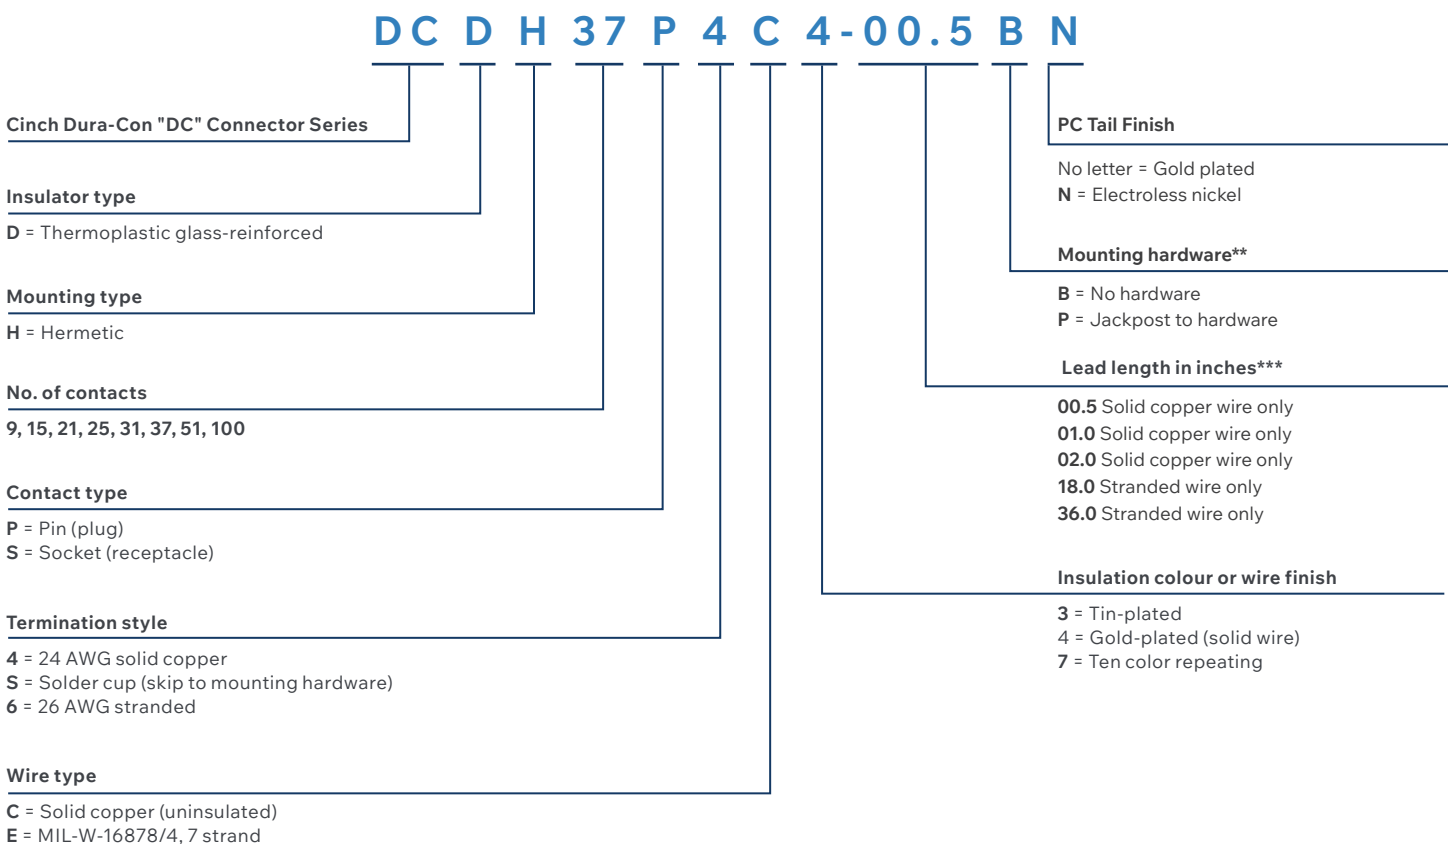 DC D H 37 P 4 C 4-00.5 B N
Cinch Dura-Con "DC" Connector Series
Insulator type
D = Thermoplastic glass-reinforced
Mounting type
H = Hermetic
No. of contacts
9, 15, 21, 25, 31, 37, 51, 100
Contact type
P = Pin (plug)
S = Socket (receptacle)
Termination style
4 = 24 AWG solid copper
S = Solder cup (skip to mounting hardware)
6 = 26 AWG stranded
Wire type
C = Solid copper (uninsulated)
E = MIL-W-16878/4, 7 strand
PC Tail Finish
No letter = Gold plated
N = Electroless nickel
Mounting hardware**
B = No hardware
P = Jackpost to hardware
Lead length in inches***
00.5 Solid copper wire only
01.0 Solid copper wire only
02.0 Solid copper wire only
18.0 Stranded wire only
36.0 Stranded wire only
Insulation colour or wire finish
3 = Tin-plated
4 = Gold-plated (solid wire)
7 = Ten color repeating